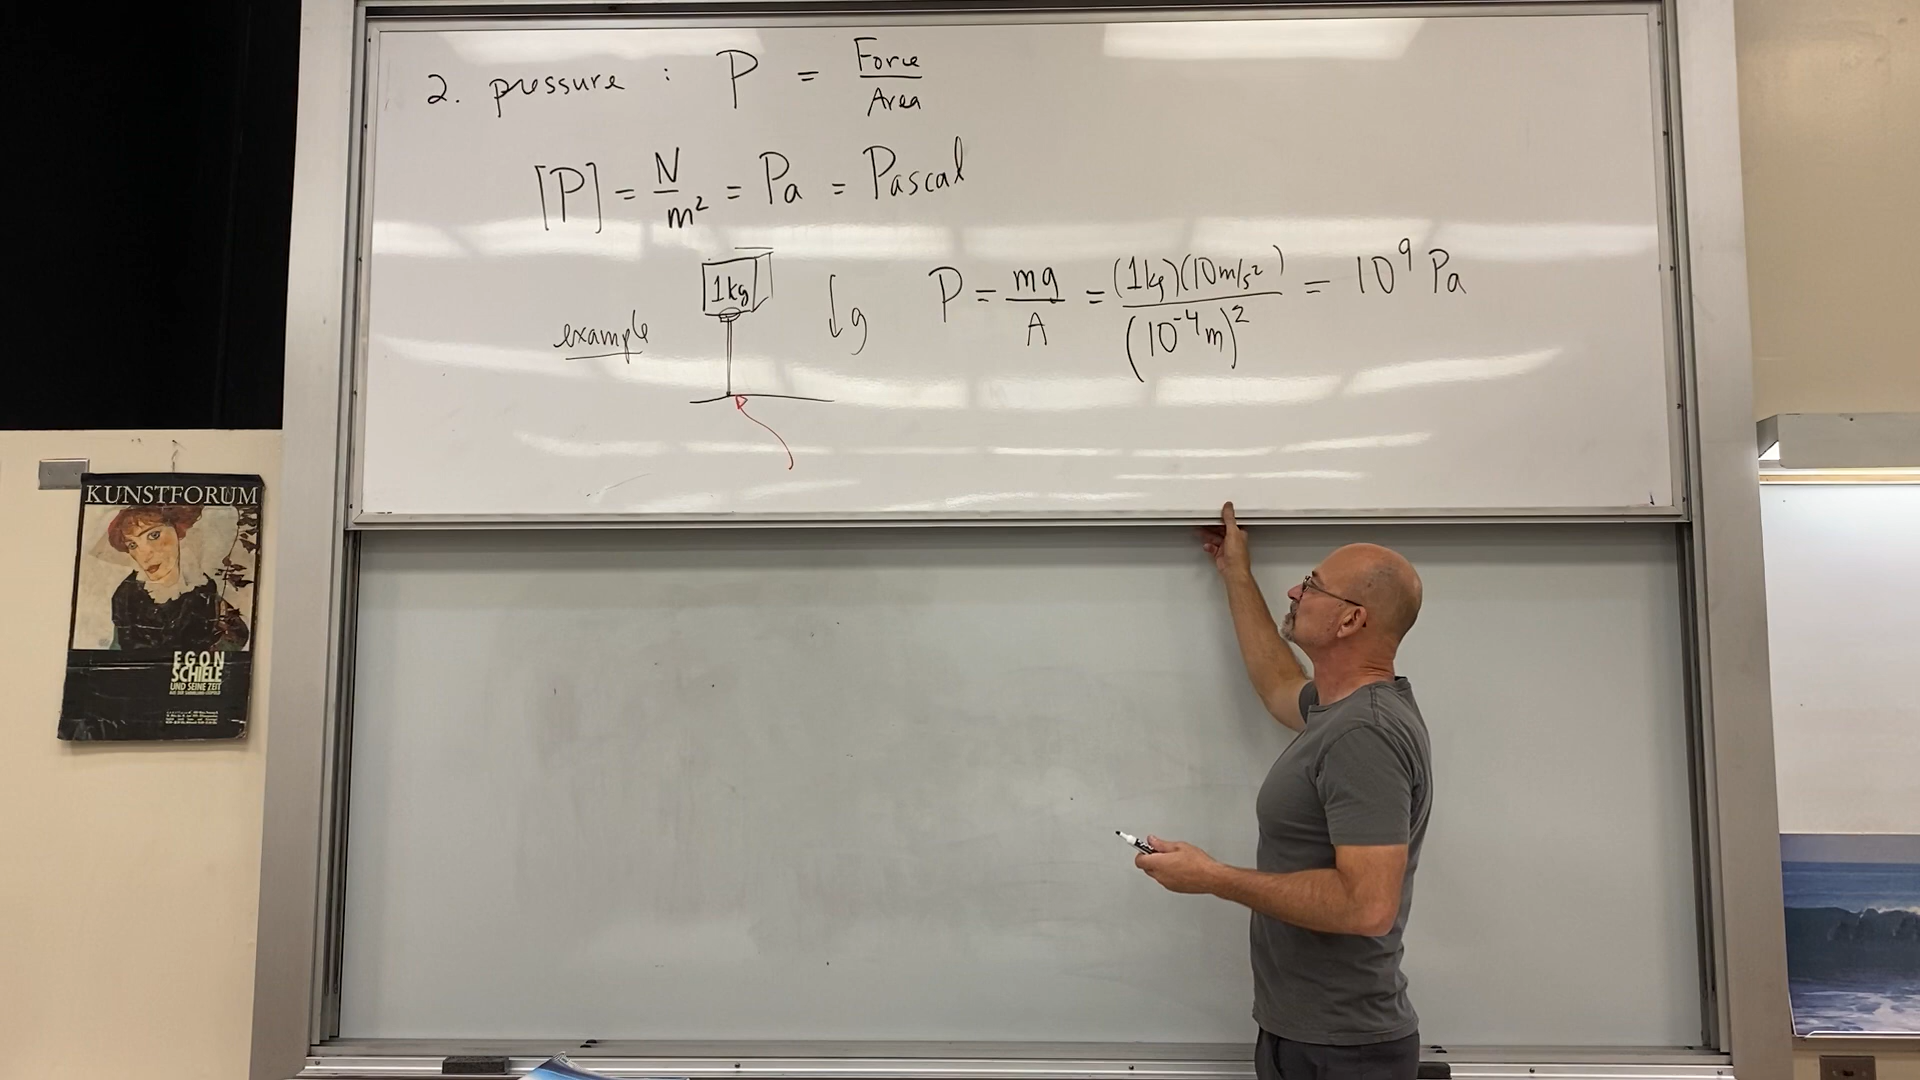 2. pressure : P = Force / Area
[P] = N / m² = Pa = Pascal
example
1kg
↓g
P = mg / A = (1kg)(10m/s²) / (10⁻⁴m)² = 10⁹ Pa
KUNSTFORUM
EGON
SCHIELE
UND SEINE ZEIT